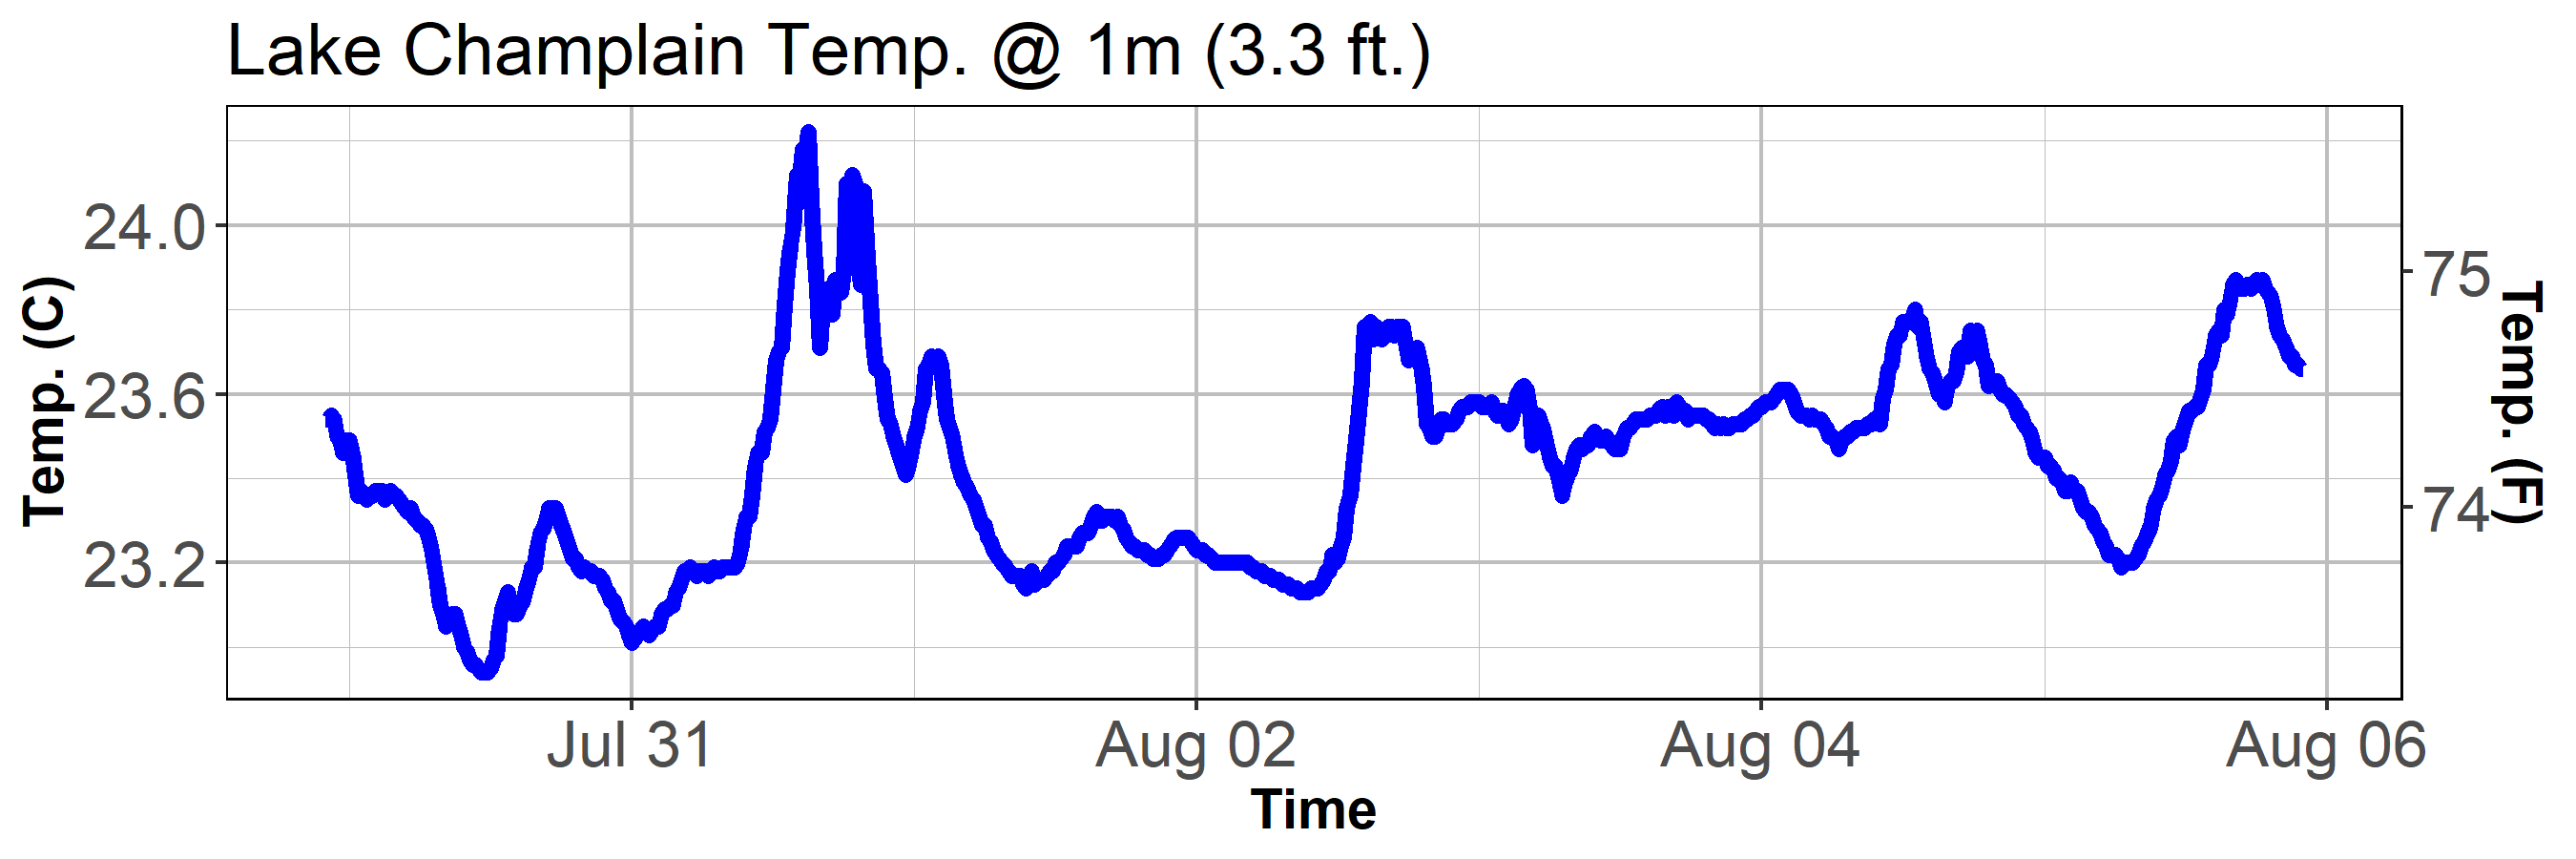 Lake Champlain Temp. @ 1m (3.3 ft.)
Temp. (C)
24.0
23.6
23.2
75
74
Temp. (F)
Jul 31
Aug 02
Aug 04
Aug 06
Time